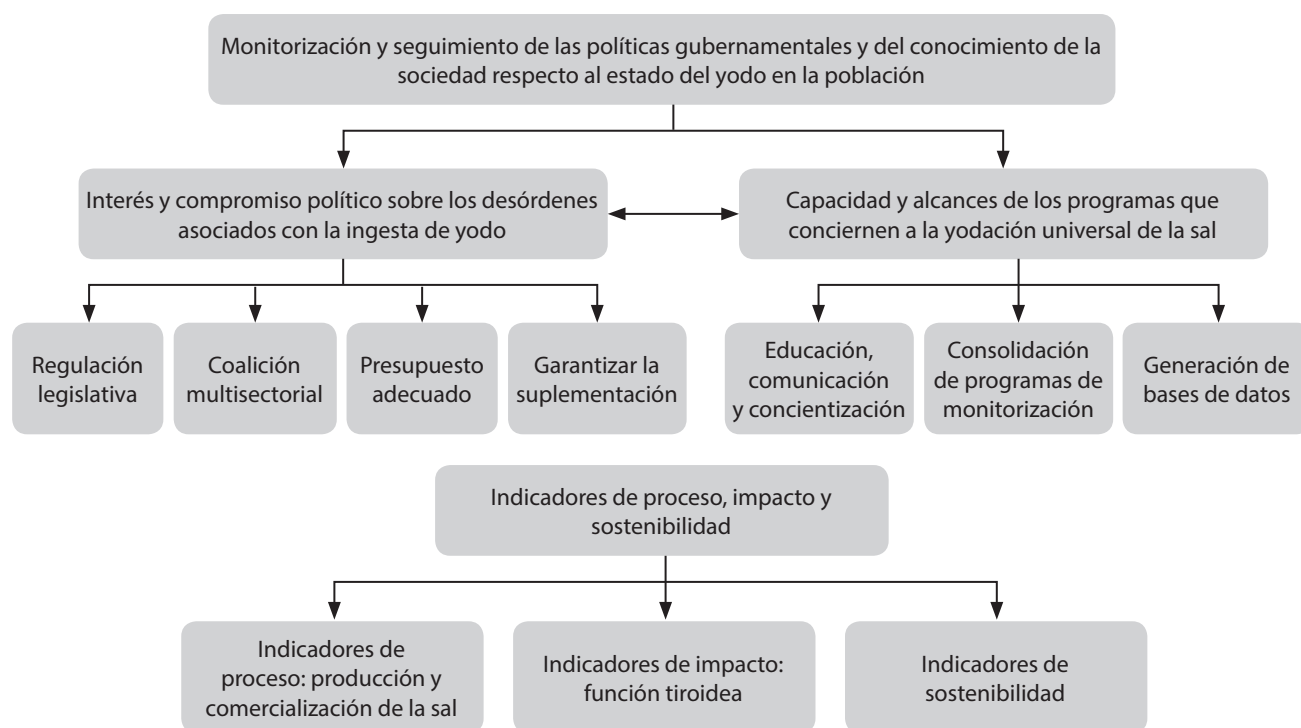 Monitorización y seguimiento de las políticas gubernamentales y del conocimiento de la
sociedad respecto al estado del yodo en la población
Interés y compromiso político sobre los desórdenes
asociados con la ingesta de yodo
Capacidad y alcances de los programas que
conciernen a la yodación universal de la sal
Regulación
legislativa
Coalición
multisectorial
Presupuesto
adecuado
Garantizar la
suplementación
Educación,
comunicación
y concientización
Consolidación
de programas de
monitorización
Generación de
bases de datos
Indicadores de proceso, impacto y
sostenibilidad
Indicadores de
proceso: producción y
comercialización de la sal
Indicadores de impacto:
función tiroidea
Indicadores de
sostenibilidad